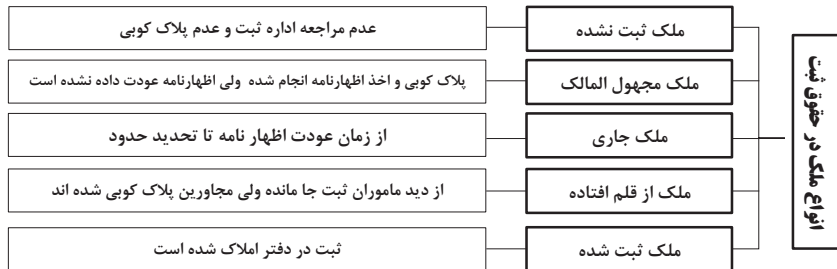 انواع ملک در حقوق ثبت
ملک ثبت نشده
عدم مراجعه اداره ثبت و عدم پلاک کوبی
ملک مجهول المالک
پلاک کوبی و اخذ اظهارنامه انجام شده ولی اظهارنامه عودت داده نشده است
ملک جاری
از زمان عودت اظهار نامه تا تحدید حدود
ملک از قلم افتاده
از دید ماموران ثبت جا مانده ولی مجاورین پلاک کوبی شده اند
ملک ثبت شده
ثبت در دفتر املاک شده است